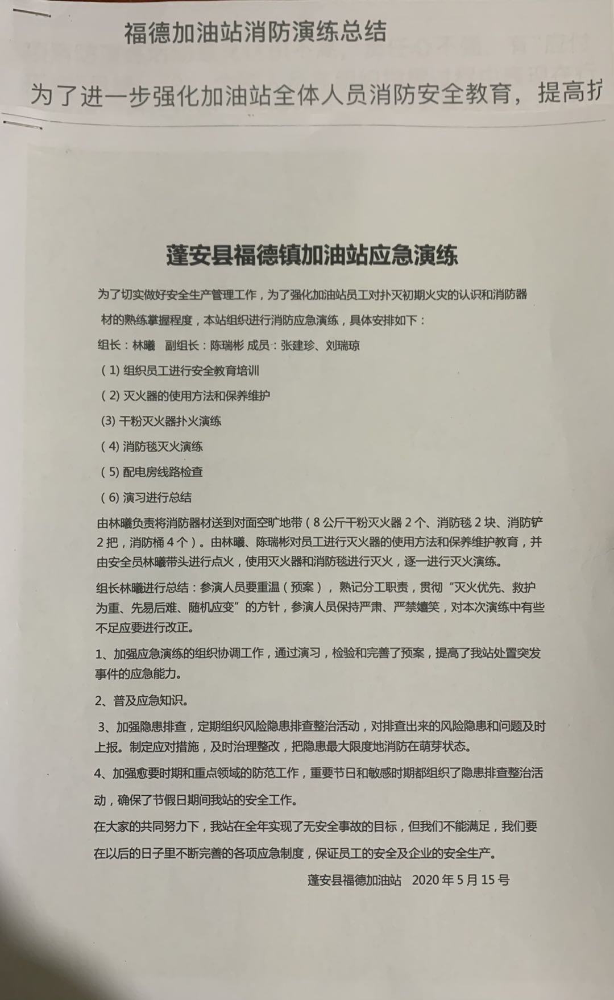 福德加油站消防演练总结
为了进一步强化加油站全体人员消防安全教育，提高
蓬安县福德镇加油站应急演练
为了切实做好安全生产管理工作，为了强化加油站员工对扑灭初期火灾的认识和消防器
材的熟练掌握程度，本站组织进行消防应急演练，具体安排如下：
组长：林曦 副组长：陈瑞彬 成员：张建珍、刘瑞琼
（1）组织员工进行安全教育培训
（2）灭火器的使用方法和保养维护
(3) 干粉灭火器扑火演练
（4）消防毯灭火演练
（5）配电房线路检查
（6）演习进行总结
由林曦负责将消防器材送到对面空旷地带（8 公斤干粉灭火器 2 个、消防毯 2 块、消防铲
2 把，消防桶 4 个）。由林曦、陈瑞彬对员工进行灭火器的使用方法和保养维护教育，并
由安全员林曦带头进行点火，使用灭火器和消防毯进行灭火，逐一进行灭火演练。
组长林曦进行总结：参演人员要重温（预案），熟记分工职责，贯彻“灭火优先、救护
为重、先易后难、随机应变”的方针，参演人员保持严肃、严禁嬉笑，对本次演练中有些
不足应要进行改正。
1、加强应急演练的组织协调工作，通过演习，检验和完善了预案，提高了我站处置突发
事件的应急能力。
2、普及应急知识。
3、加强隐患排查，定期组织风险隐患排查整治活动，对排查出来的风险隐患和问题及时
上报。制定应对措施，及时治理整改，把隐患最大限度地消防在萌芽状态。
4、加强愈要时期和重点领域的防范工作，重要节日和敏感时期都组织了隐患排查整治活
动，确保了节假日期间我站的安全工作。
在大家的共同努力下，我站在全年实现了无安全事故的目标，但我们不能满足，我们要
在以后的日子里不断完善的各项应急制度，保证员工的安全及企业的安全生产。
蓬安县福德加油站 2020 年 5 月 15 号